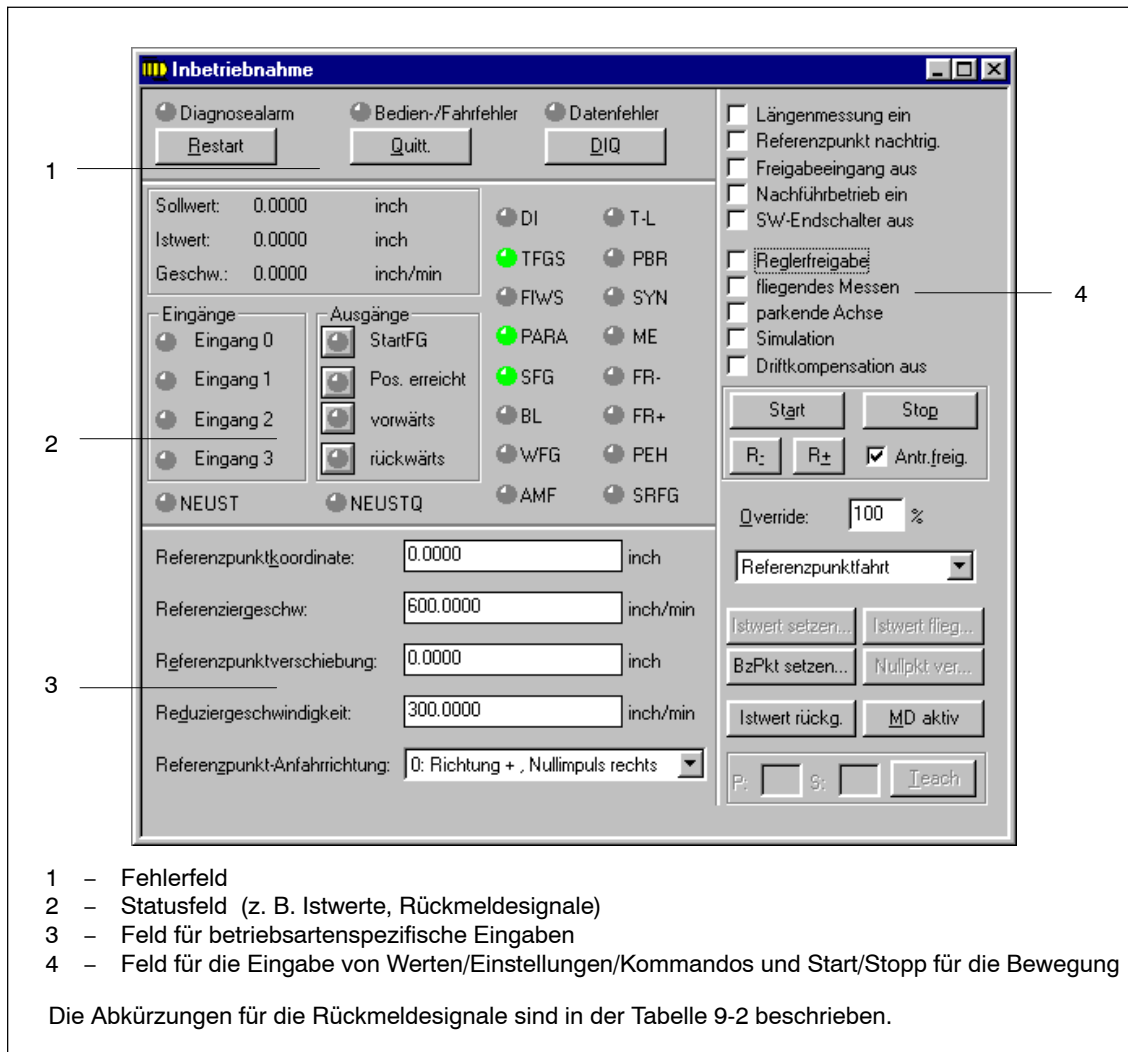 Inbetriebnahme
Diagnosealarm
Bedien-/Fahrfehler
Datenfehler
Restart
Quitt.
DIQ
1
Sollwert: 0.0000 inch
Istwert: 0.0000 inch
Geschw.: 0.0000 inch/min
Eingänge
Eingang 0
Eingang 1
Eingang 2
Eingang 3
Ausgänge
StartFG
Pos. erreicht
vorwärts
rückwärts
2
NEUST
NEUSTQ
DI
TFGS
FIWS
PARA
SFG
BL
WFG
AMF
T-L
PBR
SYN
ME
FR-
FR+
PEH
SRFG
Referenzpunktkoordinate: 0.0000 inch
Referenziergeschw: 600.0000 inch/min
Referenzpunktverschiebung: 0.0000 inch
3
Reduziergeschwindigkeit: 300.0000 inch/min
Referenzpunkt-Anfahrrichtung: 0: Richtung + , Nullimpuls rechts
Längenmessung ein
Referenzpunkt nachtrig.
Freigabeeingang aus
Nachführbetrieb ein
SW-Endschalter aus
Reglerfreigabe
fliegendes Messen
4
parkende Achse
Simulation
Driftkompensation aus
Start
Stop
R-
R+
Antr.freig.
Override: 100 %
Referenzpunktfahrt
Istwert setzen...
Istwert flieg...
BzPkt setzen...
Nullpkt ver...
Istwert rückg.
MD aktiv
P: S: Teach
1 – Fehlerfeld
2 – Statusfeld (z. B. Istwerte, Rückmeldesignale)
3 – Feld für betriebsartenspezifische Eingaben
4 – Feld für die Eingabe von Werten/Einstellungen/Kommandos und Start/Stopp für die Bewegung
Die Abkürzungen für die Rückmeldesignale sind in der Tabelle 9-2 beschrieben.